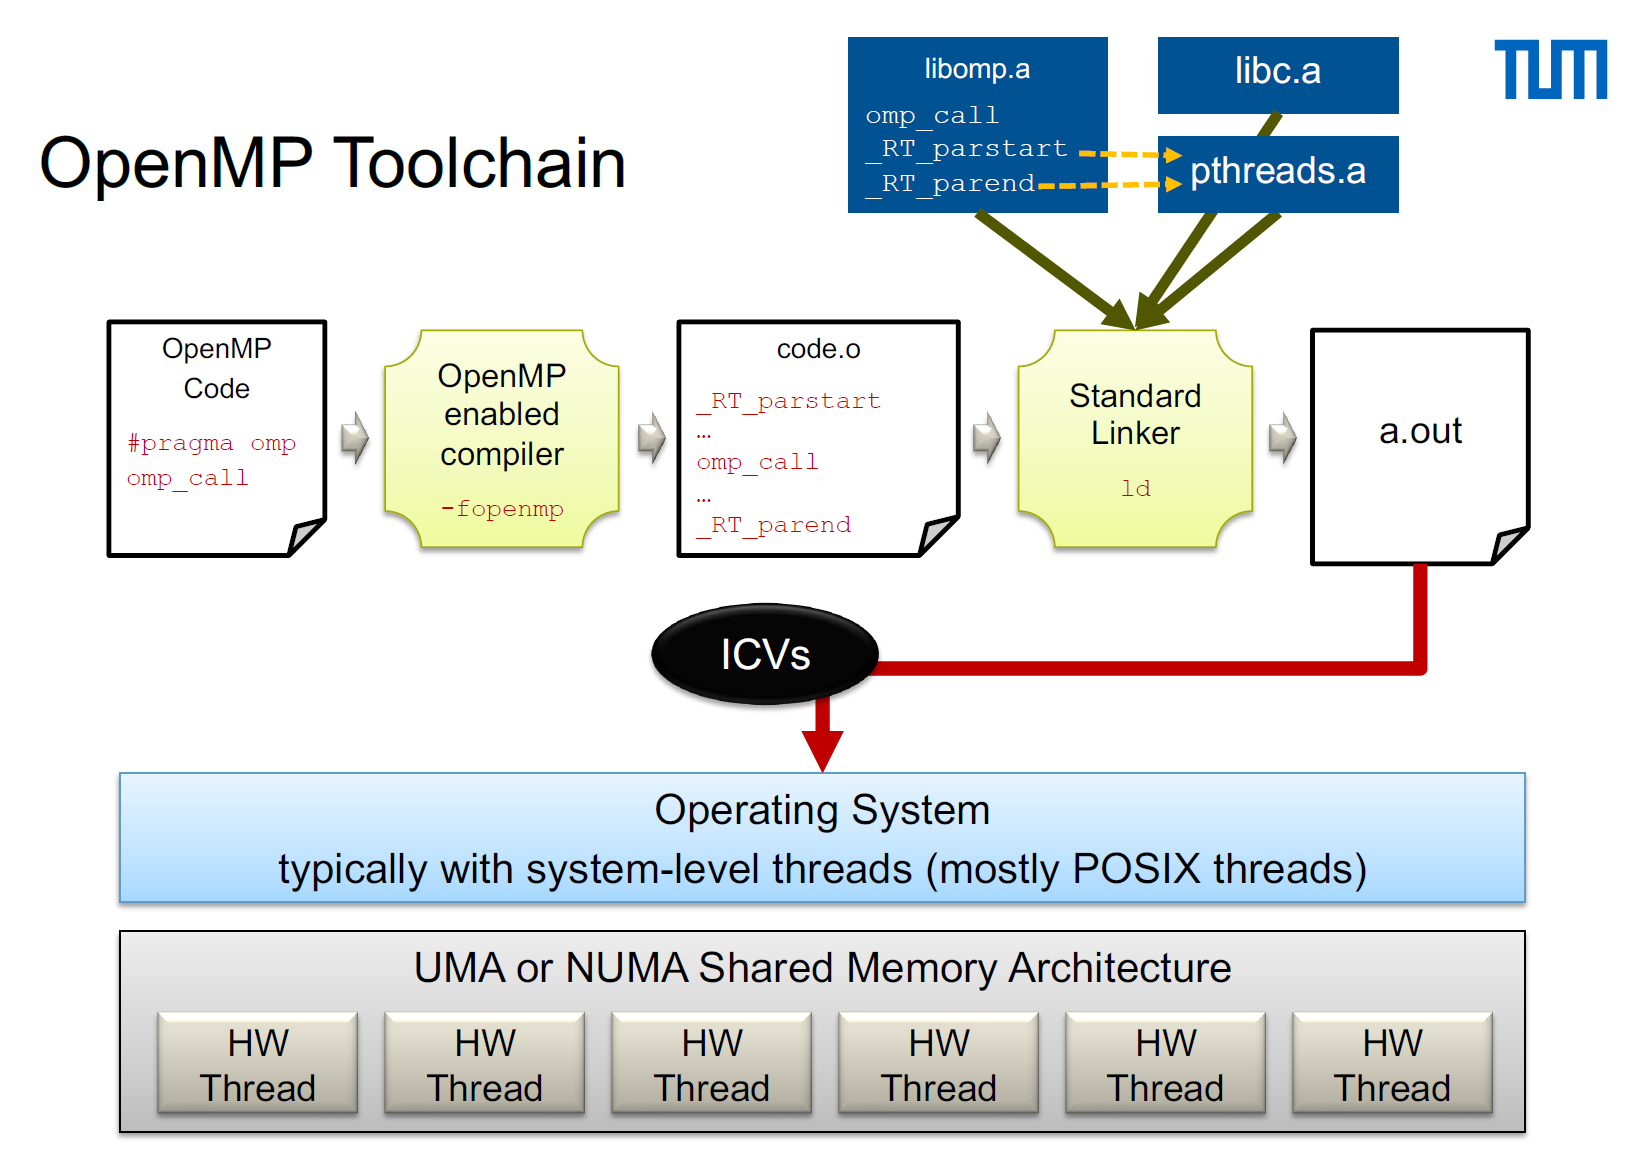 OpenMP Toolchain
libomp.a
omp_call
_RT_parstart
_RT_parend
libc.a
pthreads.a
TUM
OpenMP
Code
#pragma omp
omp_call
OpenMP
enabled
compiler
-fopenmp
code.o
_RT_parstart
…
omp_call
…
_RT_parend
Standard
Linker
ld
a.out
ICVs
Operating System
typically with system-level threads (mostly POSIX threads)
UMA or NUMA Shared Memory Architecture
HW
Thread
HW
Thread
HW
Thread
HW
Thread
HW
Thread
HW
Thread